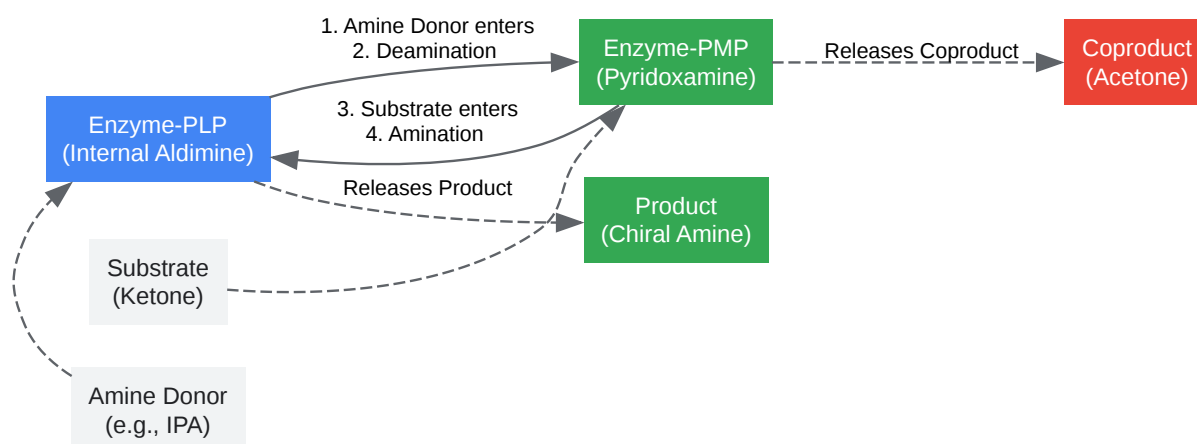 1. Amine Donor enters
2. Deamination
Enzyme-PMP
(Pyridoxamine)
Releases Coproduct
Coproduct
(Acetone)
Enzyme-PLP
(Internal Aldimine)
3. Substrate enters
4. Amination
Releases Product
Product
(Chiral Amine)
Substrate
(Ketone)
Amine Donor
(e.g., IPA)